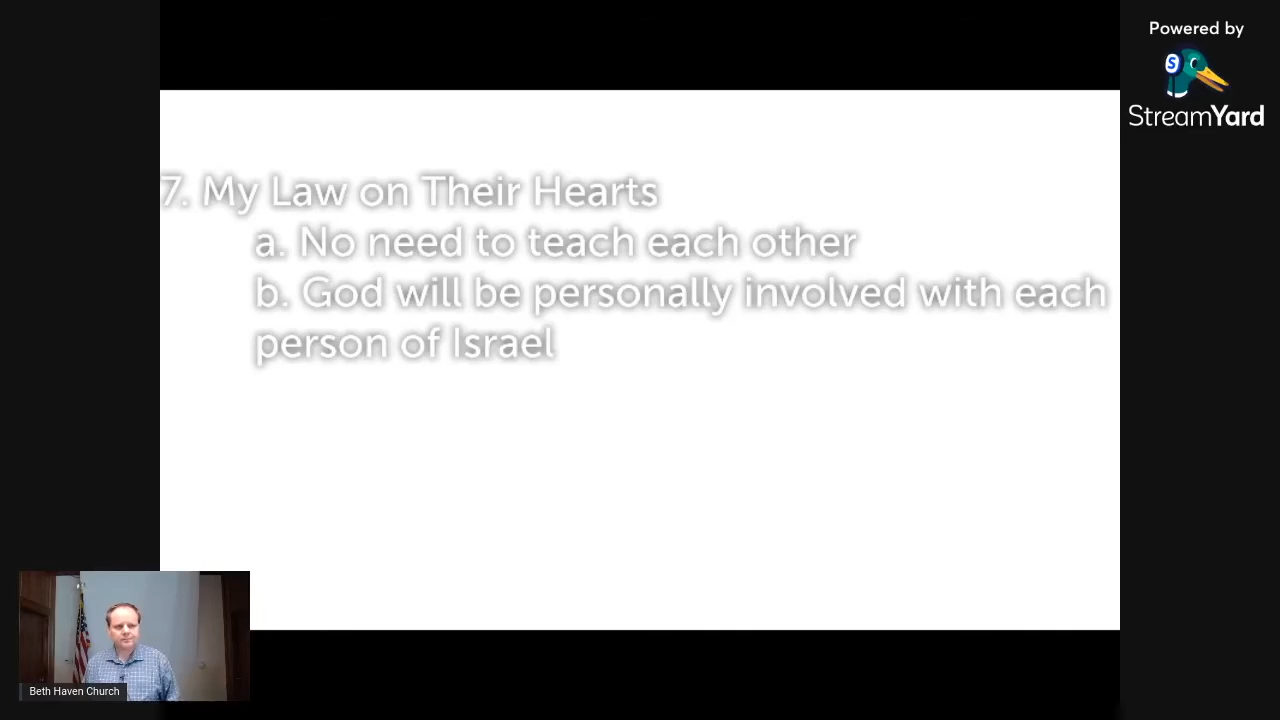 Powered by
S
StreamYard
7. My Law on Their Hearts
a. No need to teach each other
b. God will be personally involved with each
person of Israel
Beth Haven Church